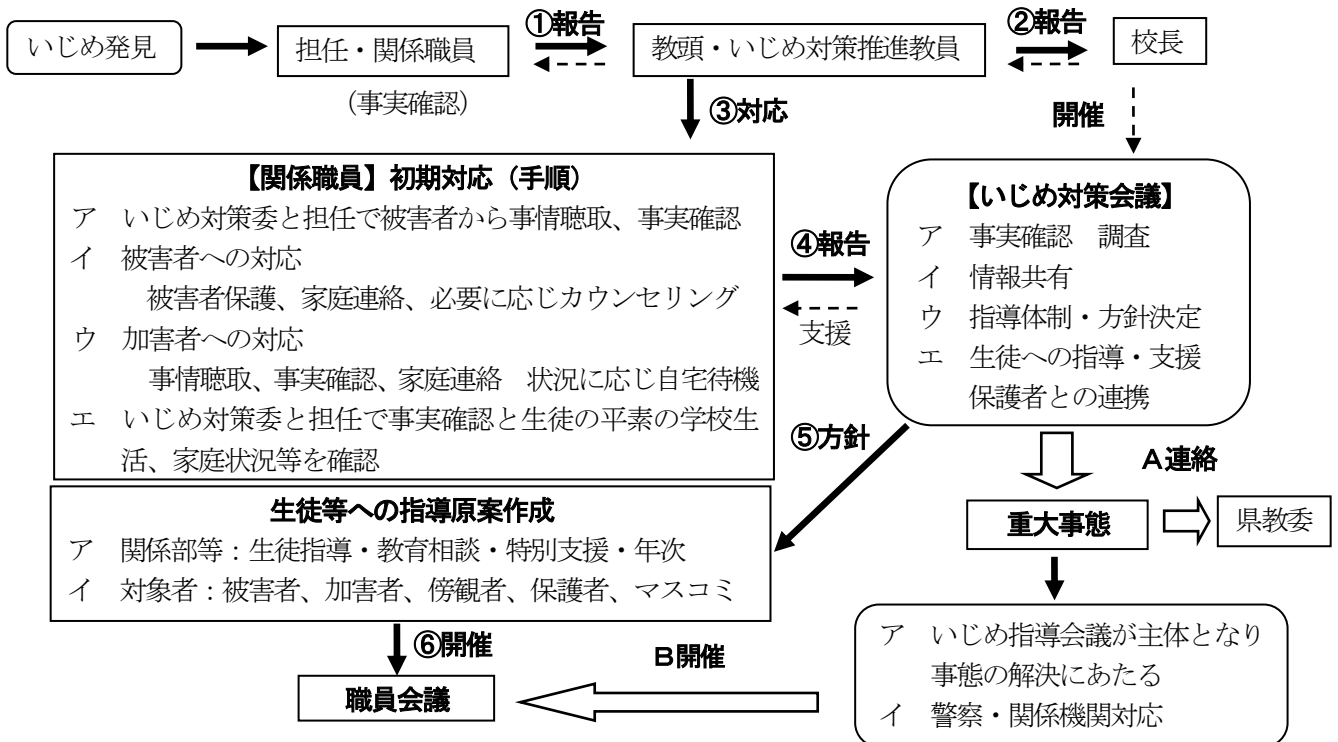 いじめ発見
担任・関係職員
（事実確認）
①報告
教頭・いじめ対策推進教員
②報告
校長
③対応
開催
【関係職員】初期対応（手順）
ア　いじめ対策委と担任で被害者から事情聴取、事実確認
イ　被害者への対応
被害者保護、家庭連絡、必要に応じカウンセリング
ウ　加害者への対応
事情聴取、事実確認、家庭連絡　状況に応じ自宅待機
エ　いじめ対策委と担任で事実確認と生徒の平素の学校生
活、家庭状況等を確認
④報告
支援
【いじめ対策会議】
ア　事実確認　調査
イ　情報共有
ウ　指導体制・方針決定
エ　生徒への指導・支援
保護者との連携
⑤方針
生徒等への指導原案作成
ア　関係部等：生徒指導・教育相談・特別支援・年次
イ　対象者：被害者、加害者、傍観者、保護者、マスコミ
⑥開催
職員会議
Ａ連絡
重大事態
県教委
ア　いじめ指導会議が主体となり
事態の解決にあたる
イ　警察・関係機関対応
Ｂ開催